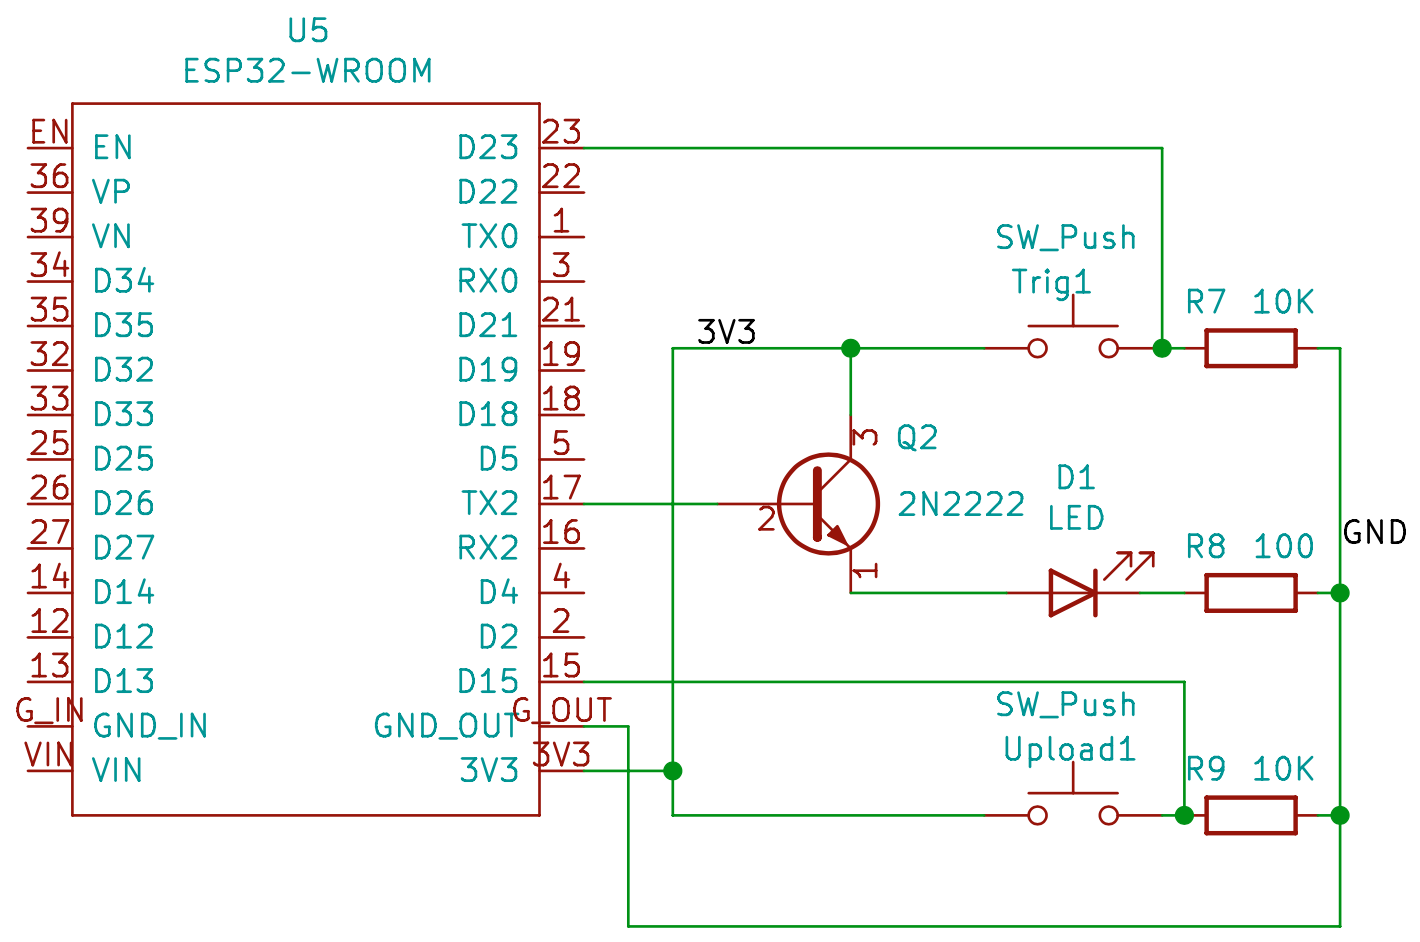 U5
ESP32-WROOM
EN EN D23 23
36 VP D22 22
39 VN TX0 1
34 D34 RX0 3
35 D35 D21 21
32 D32 D19 19
33 D33 D18 18
25 D25 D5 5
26 D26 TX2 17
27 D27 RX2 16
14 D14 D4 4
12 D12 D2 2
13 D13 D15 15
G_IN GND_IN GND_OUT G_OUT
VIN VIN 3V3 3V3
3V3
SW_Push
Trig1
R7 10K
3
Q2
2N2222
2
1
D1
LED
R8 100
GND
SW_Push
Upload1
R9 10K